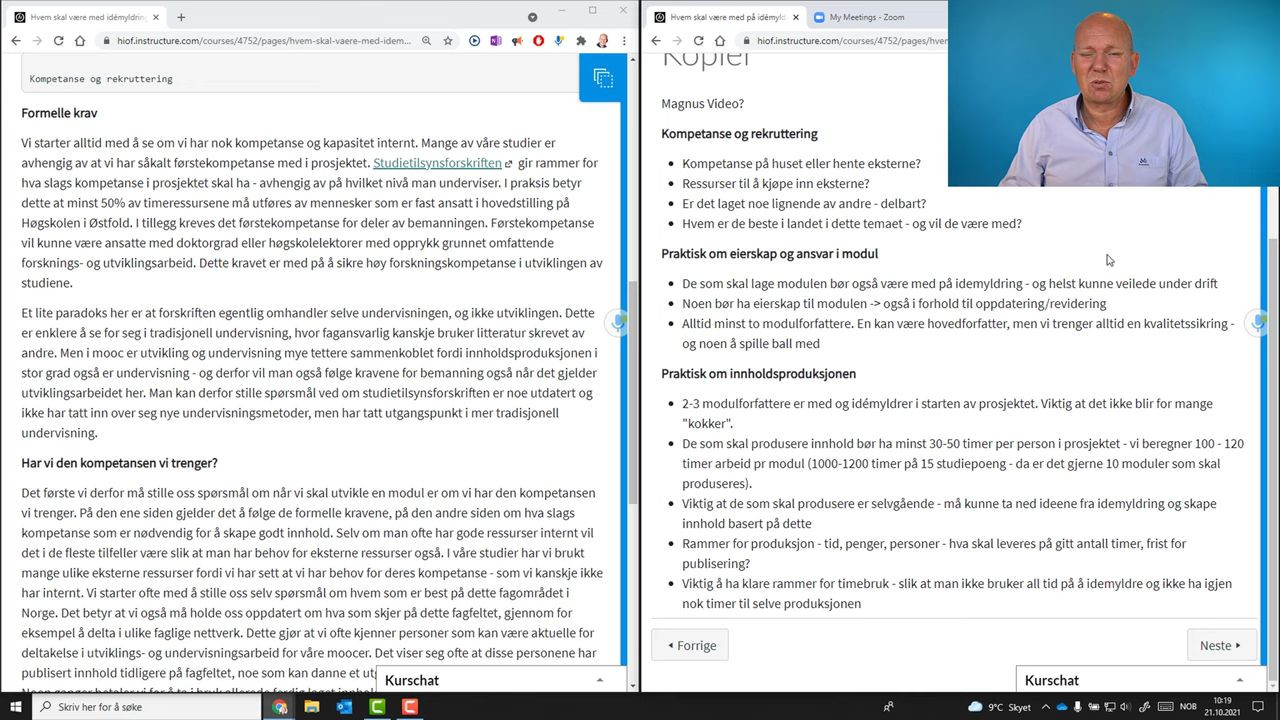 Hvem skal være med idémyldring
hiof.instructure.com/courses/4752/pages/hvem-skal-vaere-med-idem...
Kompetanse og rekruttering
Formelle krav
Vi starter alltid med å se om vi har nok kompetanse og kapasitet internt. Mange av våre studier er
avhengig av at vi har såkalt førstekompetanse med i prosjektet. Studietilsynsforskriften gir rammer for
hva slags kompetanse i prosjektet skal ha - avhengig av på hvilket nivå man underviser. I praksis betyr
dette at minst 50% av timeressursene må utføres av mennesker som er fast ansatt i hovedstilling på
Høgskolen i Østfold. I tillegg kreves det førstekompetanse for deler av bemanningen. Førstekompetanse
vil kunne være ansatte med doktorgrad eller høgskolelektorer med opprykk grunnet omfattende
forsknings- og utviklingsarbeid. Dette kravet er med på å sikre høy forskningskompetanse i utviklingen av
studiene.
Et lite paradoks her er at forskriften egentlig omhandler selve undervisningen, og ikke utviklingen. Dette
er enklere å se for seg i tradisjonell undervisning, hvor fagansvarlig kanskje bruker litteratur skrevet av
andre. Men i mooc er utvikling og undervisning mye tettere sammenkoblet fordi innholdsproduksjonen i
stor grad også er undervisning - og derfor vil man også følge kravene for bemanning også når det gjelder
utviklingsarbeidet her. Man kan derfor stille spørsmål ved om studietilsynsforskriften er noe utdatert og
ikke har tatt inn over seg nye undervisningsmetoder, men har tatt utgangspunkt i mer tradisjonell
undervisning.
Har vi den kompetansen vi trenger?
Det første vi derfor må stille oss spørsmål om når vi skal utvikle en modul er om vi har den kompetansen
vi trenger. På den ene siden gjelder det å følge de formelle kravene, på den andre siden om hva slags
kompetanse som er nødvendig for å skape godt innhold. Selv om man ofte har gode ressurser internt vil
det i de fleste tilfeller være slik at man har behov for eksterne ressurser også. I våre studier har vi brukt
mange ulike eksterne ressurser fordi vi har sett at vi har behov for deres kompetanse - som vi kanskje ikke
har internt. Vi starter ofte med å stille oss selv spørsmål om hvem som er best på dette fagområdet i
Norge. Det betyr at vi også må holde oss oppdatert om hva som skjer på dette fagfeltet, gjennom for
eksempel å delta i ulike faglige nettverk. Dette gjør at vi ofte kjenner personer som kan være aktuelle for
deltakelse i utviklings- og undervisningsarbeid for våre moocer. Det viser seg ofte at disse personene har
publisert innhold tidligere på fagfeltet, noe som kan danne et ut
Kurschat
Hvem skal være med på idémyld
My Meetings - Zoom
hiof.instructure.com/courses/4752/pages/hvem
Kopier
Magnus Video?
Kompetanse og rekruttering
• Kompetanse på huset eller hente eksterne?
• Ressurser til å kjøpe inn eksterne?
• Er det laget noe lignende av andre - delbart?
• Hvem er de beste i landet i dette temaet - og vil de være med?
Praktisk om eierskap og ansvar i modul
• De som skal lage modulen bør også være med på idemyldring - og helst kunne veilede under drift
• Noen bør ha eierskap til modulen -> også i forhold til oppdatering/revidering
• Alltid minst to modulforfattere. En kan være hovedforfatter, men vi trenger alltid en kvalitetssikring -
og noen å spille ball med
Praktisk om innholdsproduksjonen
• 2-3 modulforfattere er med og idémyldrer i starten av prosjektet. Viktig at det ikke blir for mange
"kokker".
• De som skal produsere innhold bør ha minst 30-50 timer per person i prosjektet - vi beregner 100 - 120
timer arbeid pr modul (1000-1200 timer på 15 studiepoeng - da er det gjerne 10 moduler som skal
produseres).
• Viktig at de som skal produsere er selvgående - må kunne ta ned ideene fra idemyldring og skape
innhold basert på dette
• Rammer for produksjon - tid, penger, personer - hva skal leveres på gitt antall timer, frist for
publisering?
• Viktig å ha klare rammer for timebruk - slik at man ikke bruker all tid på å idemyldre og ikke ha igjen
nok timer til selve produksjonen
Forrige
Neste
Kurschat
Skriv her for å søke
9°C Skyet
NOB
10:19
21.10.2021